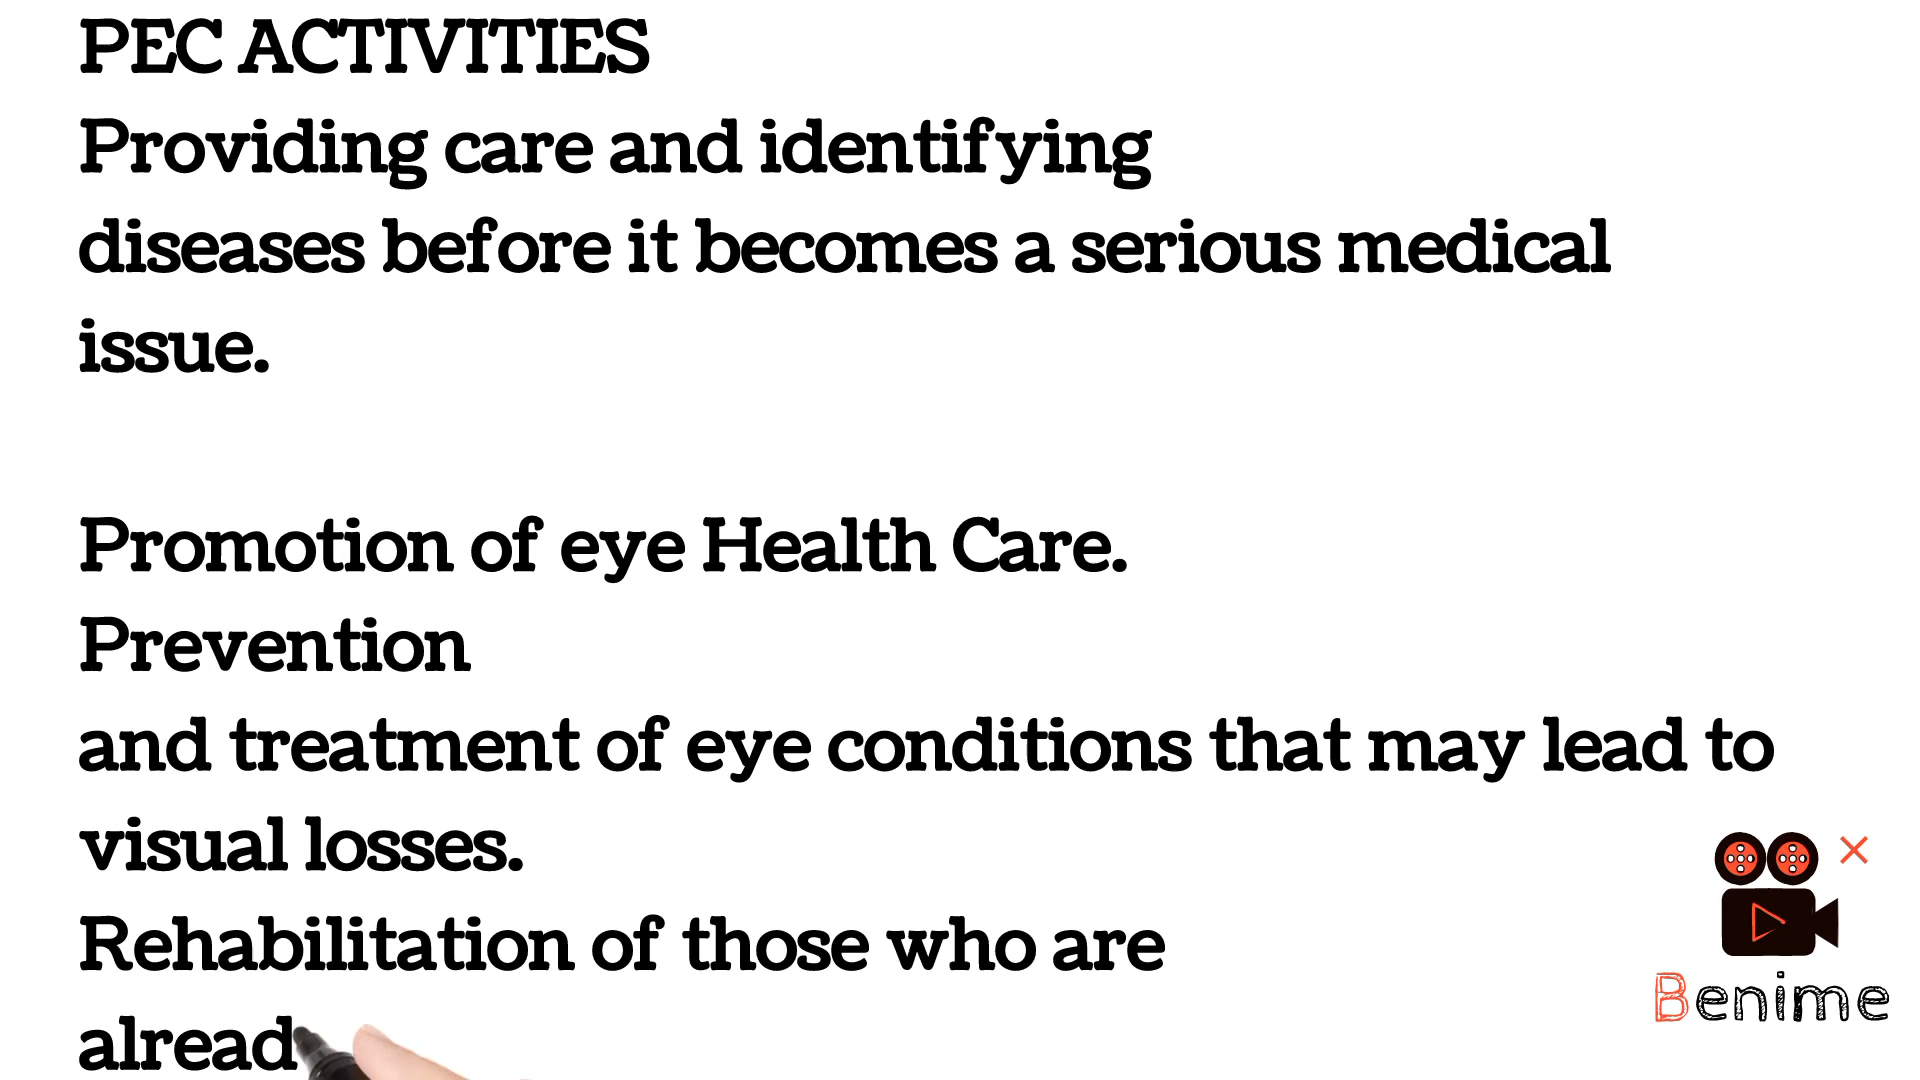 PEC ACTIVITIES
Providing care and identifying
diseases before it becomes a serious medical
issue.
Promotion of eye Health Care.
Prevention
and treatment of eye conditions that may lead to
visual losses.
Rehabilitation of those who are
alread
Benime